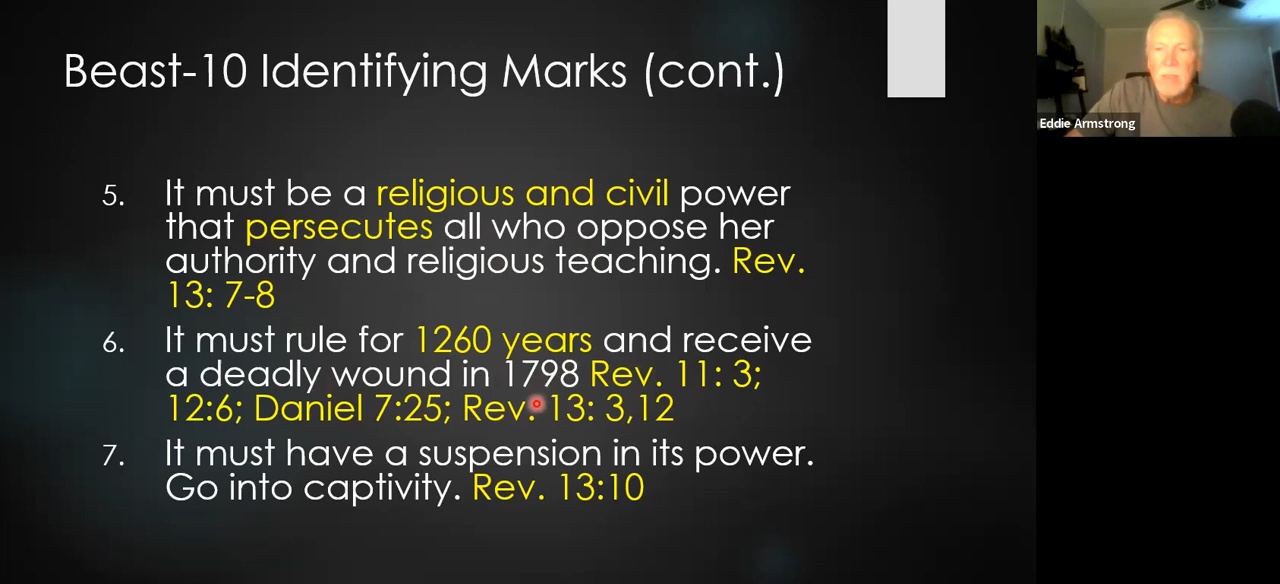 Beast-10 Identifying Marks (cont.)
Eddie Armstrong
5. It must be a religious and civil power
that persecutes all who oppose her
authority and religious teaching. Rev.
13: 7-8
6. It must rule for 1260 years and receive
a deadly wound in 1798 Rev. 11: 3;
12:6; Daniel 7:25; Rev. 13: 3,12
7. It must have a suspension in its power.
Go into captivity. Rev. 13:10